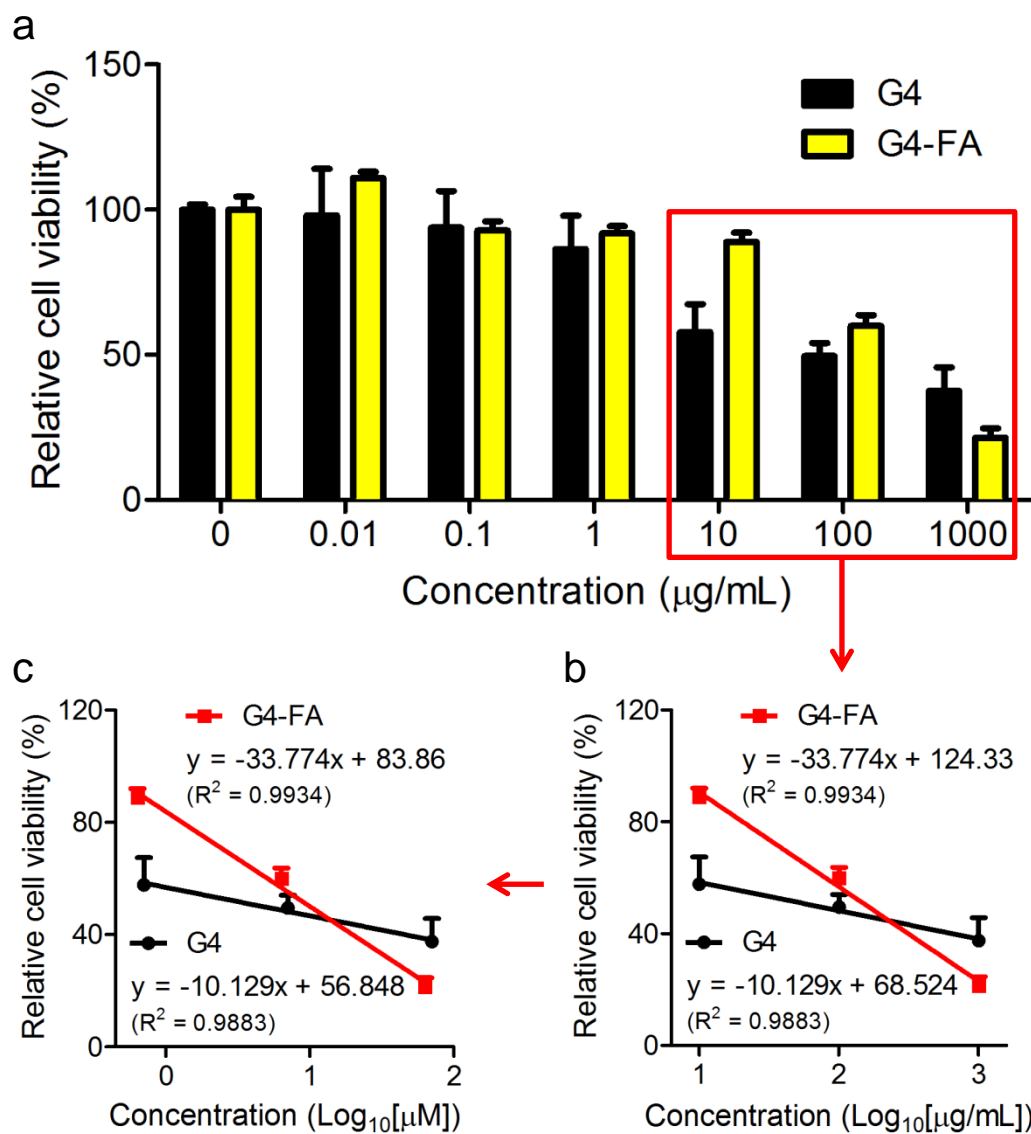 a
Relative cell viability (%)
150
100
50
0
G4
G4-FA
0 0.01 0.1 1 10 100 1000
Concentration (μg/mL)
c
Relative cell viability (%)
120
80
40
0
G4-FA
y = -33.774x + 83.86
(R² = 0.9934)
G4
y = -10.129x + 56.848
(R² = 0.9883)
0 1 2
Concentration (Log₁₀[μM])
b
Relative cell viability (%)
120
80
40
0
G4-FA
y = -33.774x + 124.33
(R² = 0.9934)
G4
y = -10.129x + 68.524
(R² = 0.9883)
1 2 3
Concentration (Log₁₀[μg/mL])